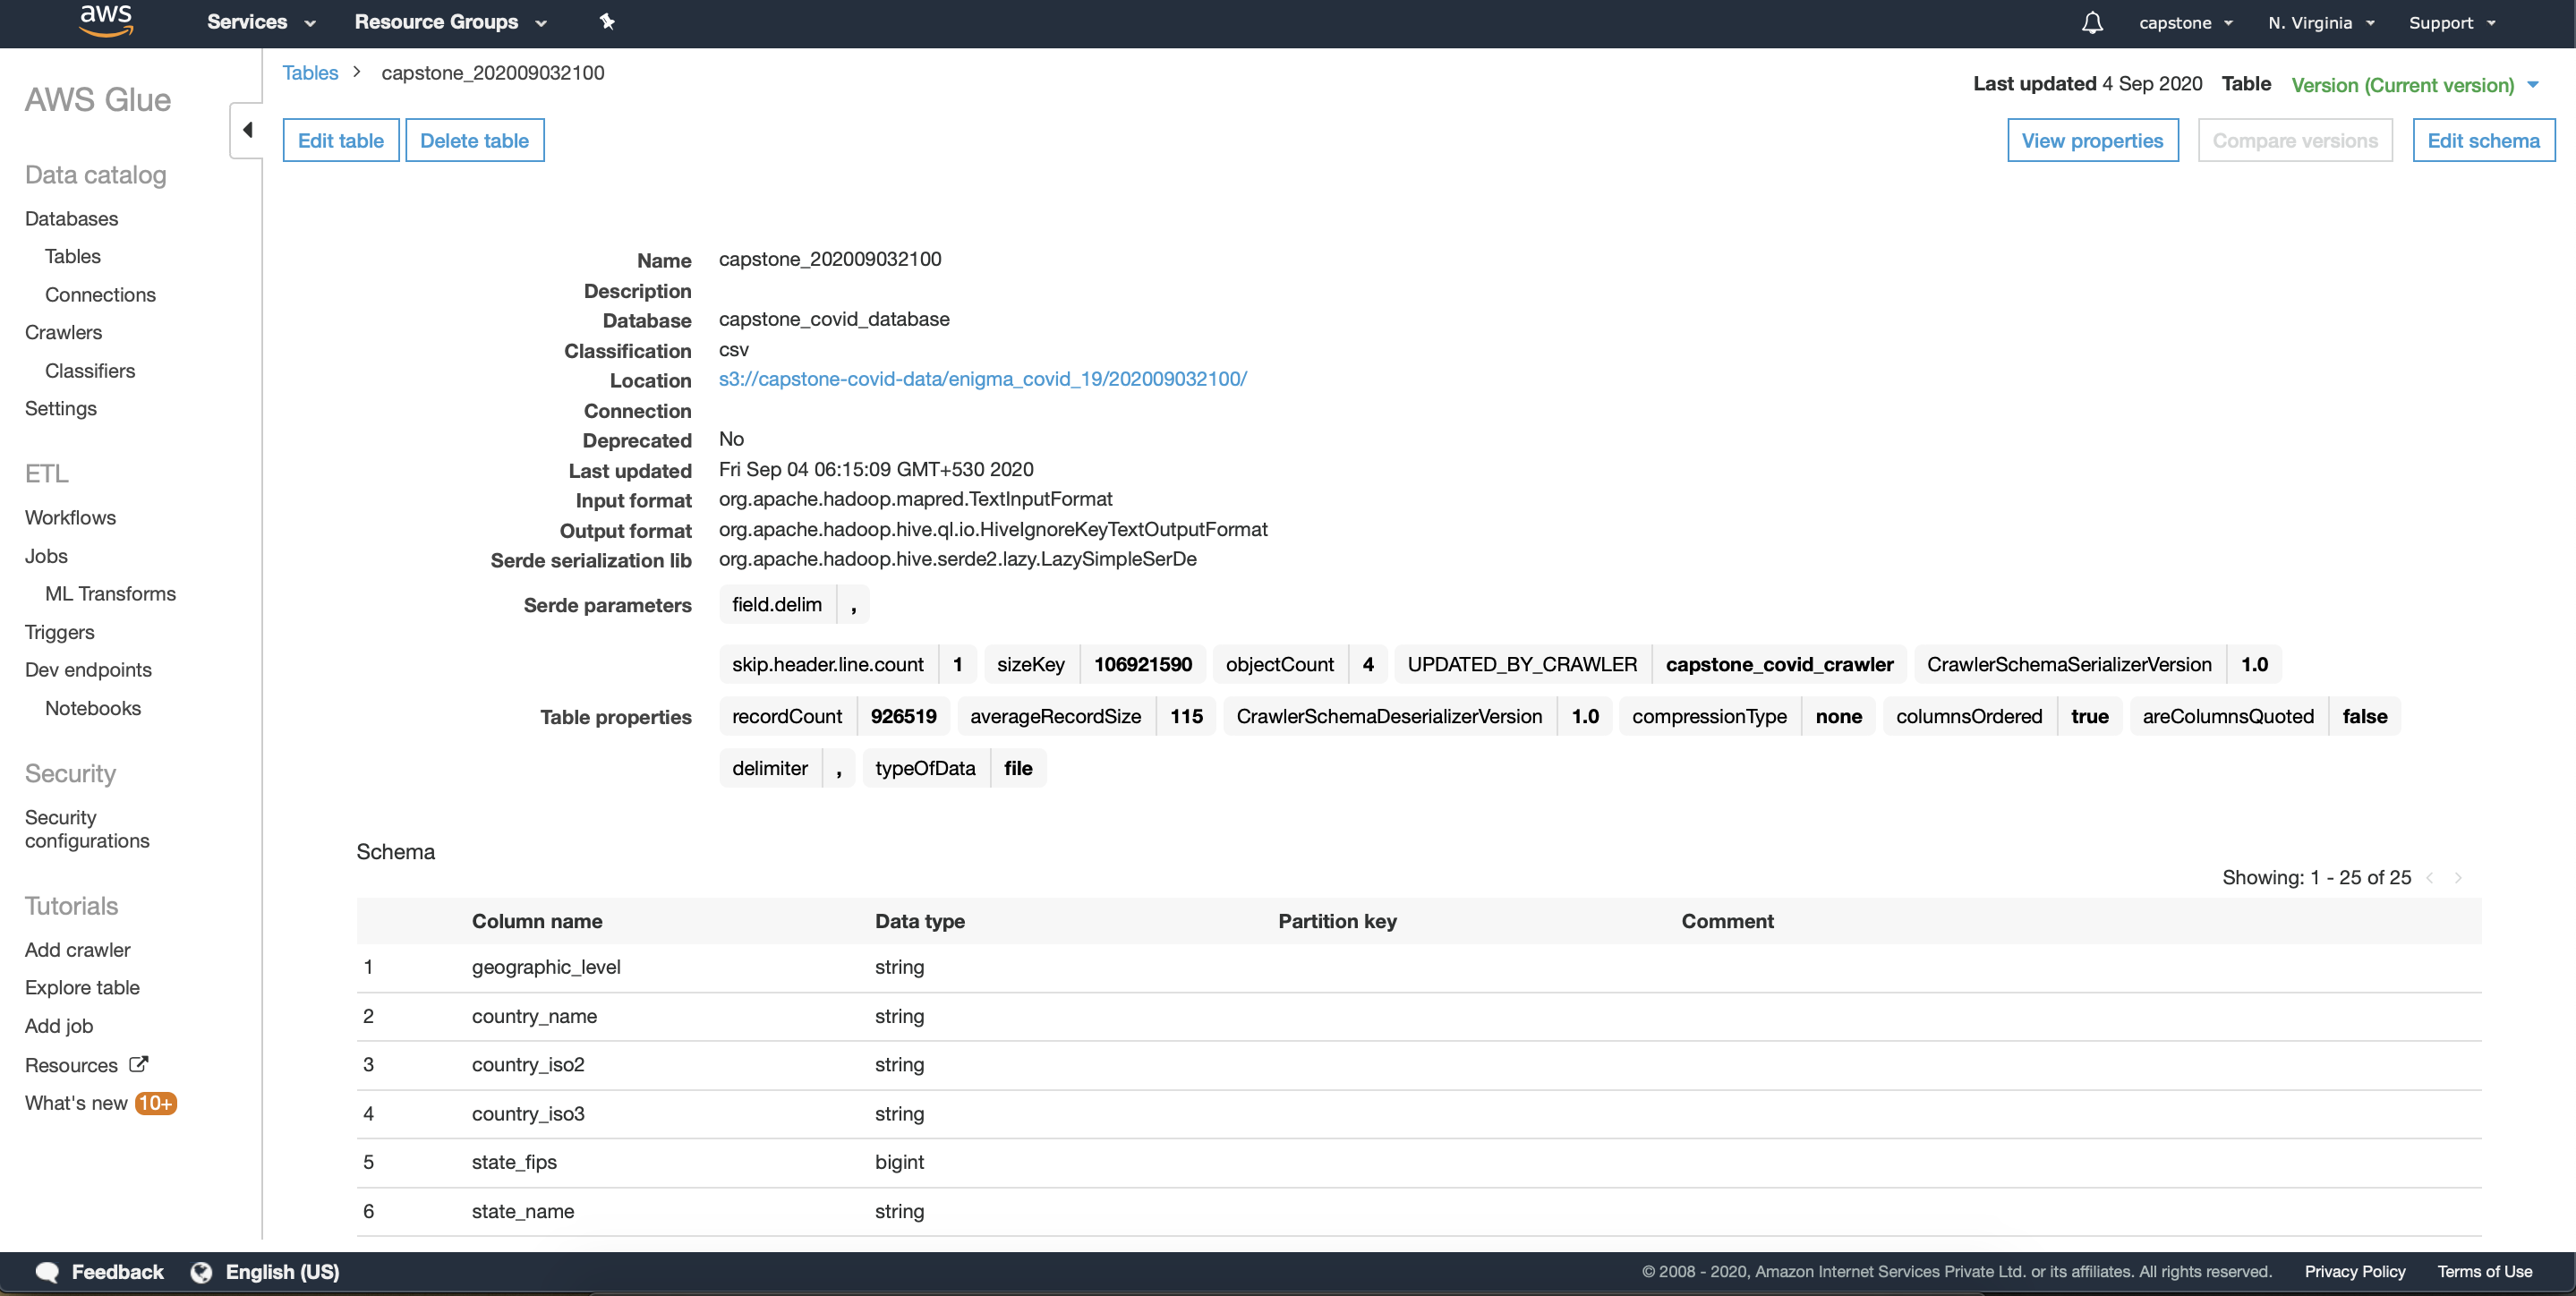 aws Services Resource Groups capstone N. Virginia Support
AWS Glue
Data catalog
Databases
Tables
Connections
Crawlers
Classifiers
Settings
ETL
Workflows
Jobs
ML Transforms
Triggers
Dev endpoints
Notebooks
Security
Security
configurations
Tutorials
Add crawler
Explore table
Add job
Resources
What's new 10+
Tables > capstone_202009032100
Last updated 4 Sep 2020 Table Version (Current version)
Edit table Delete table View properties Compare versions Edit schema
Name capstone_202009032100
Description
Database capstone_covid_database
Classification csv
Location s3://capstone-covid-data/enigma_covid_19/202009032100/
Connection
Deprecated No
Last updated Fri Sep 04 06:15:09 GMT+530 2020
Input format org.apache.hadoop.mapred.TextInputFormat
Output format org.apache.hadoop.hive.ql.io.HiveIgnoreKeyTextOutputFormat
Serde serialization lib org.apache.hadoop.hive.serde2.lazy.LazySimpleSerDe
Serde parameters field.delim ,
skip.header.line.count 1 sizeKey 106921590 objectCount 4 UPDATED_BY_CRAWLER capstone_covid_crawler CrawlerSchemaSerializerVersion 1.0
Table properties recordCount 926519 averageRecordSize 115 CrawlerSchemaDeserializerVersion 1.0 compressionType none columnsOrdered true areColumnsQuoted false
delimiter , typeOfData file
Schema
Showing: 1 - 25 of 25 < >
Column name Data type Partition key Comment
1 geographic_level string
2 country_name string
3 country_iso2 string
4 country_iso3 string
5 state_fips bigint
6 state_name string
Feedback English (US) © 2008 - 2020, Amazon Internet Services Private Ltd. or its affiliates. All rights reserved. Privacy Policy Terms of Use